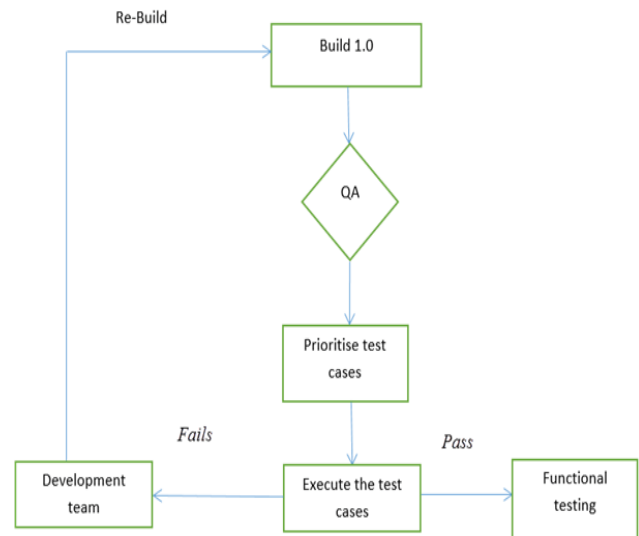 Re-Build
Build 1.0
QA
Prioritise test
cases
Fails
Pass
Development
team
Execute the test
cases
Functional
testing